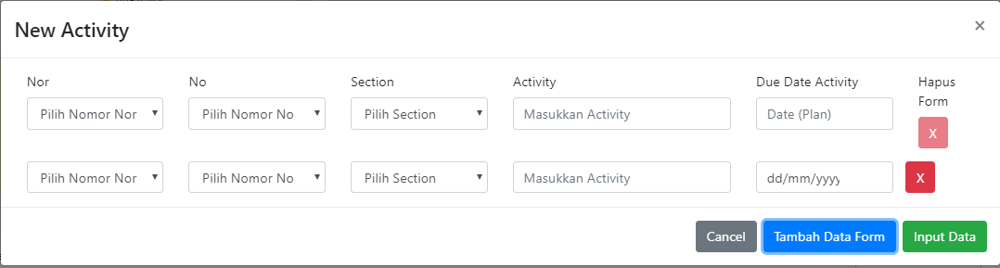 New Activity ×
Nor No Section Activity Due Date Activity Hapus
Form
Pilih Nomor Nor Pilih Nomor No Pilih Section Masukkan Activity Date (Plan)
X
Pilih Nomor Nor Pilih Nomor No Pilih Section Masukkan Activity dd/mm/yyyy X
Cancel Tambah Data Form Input Data